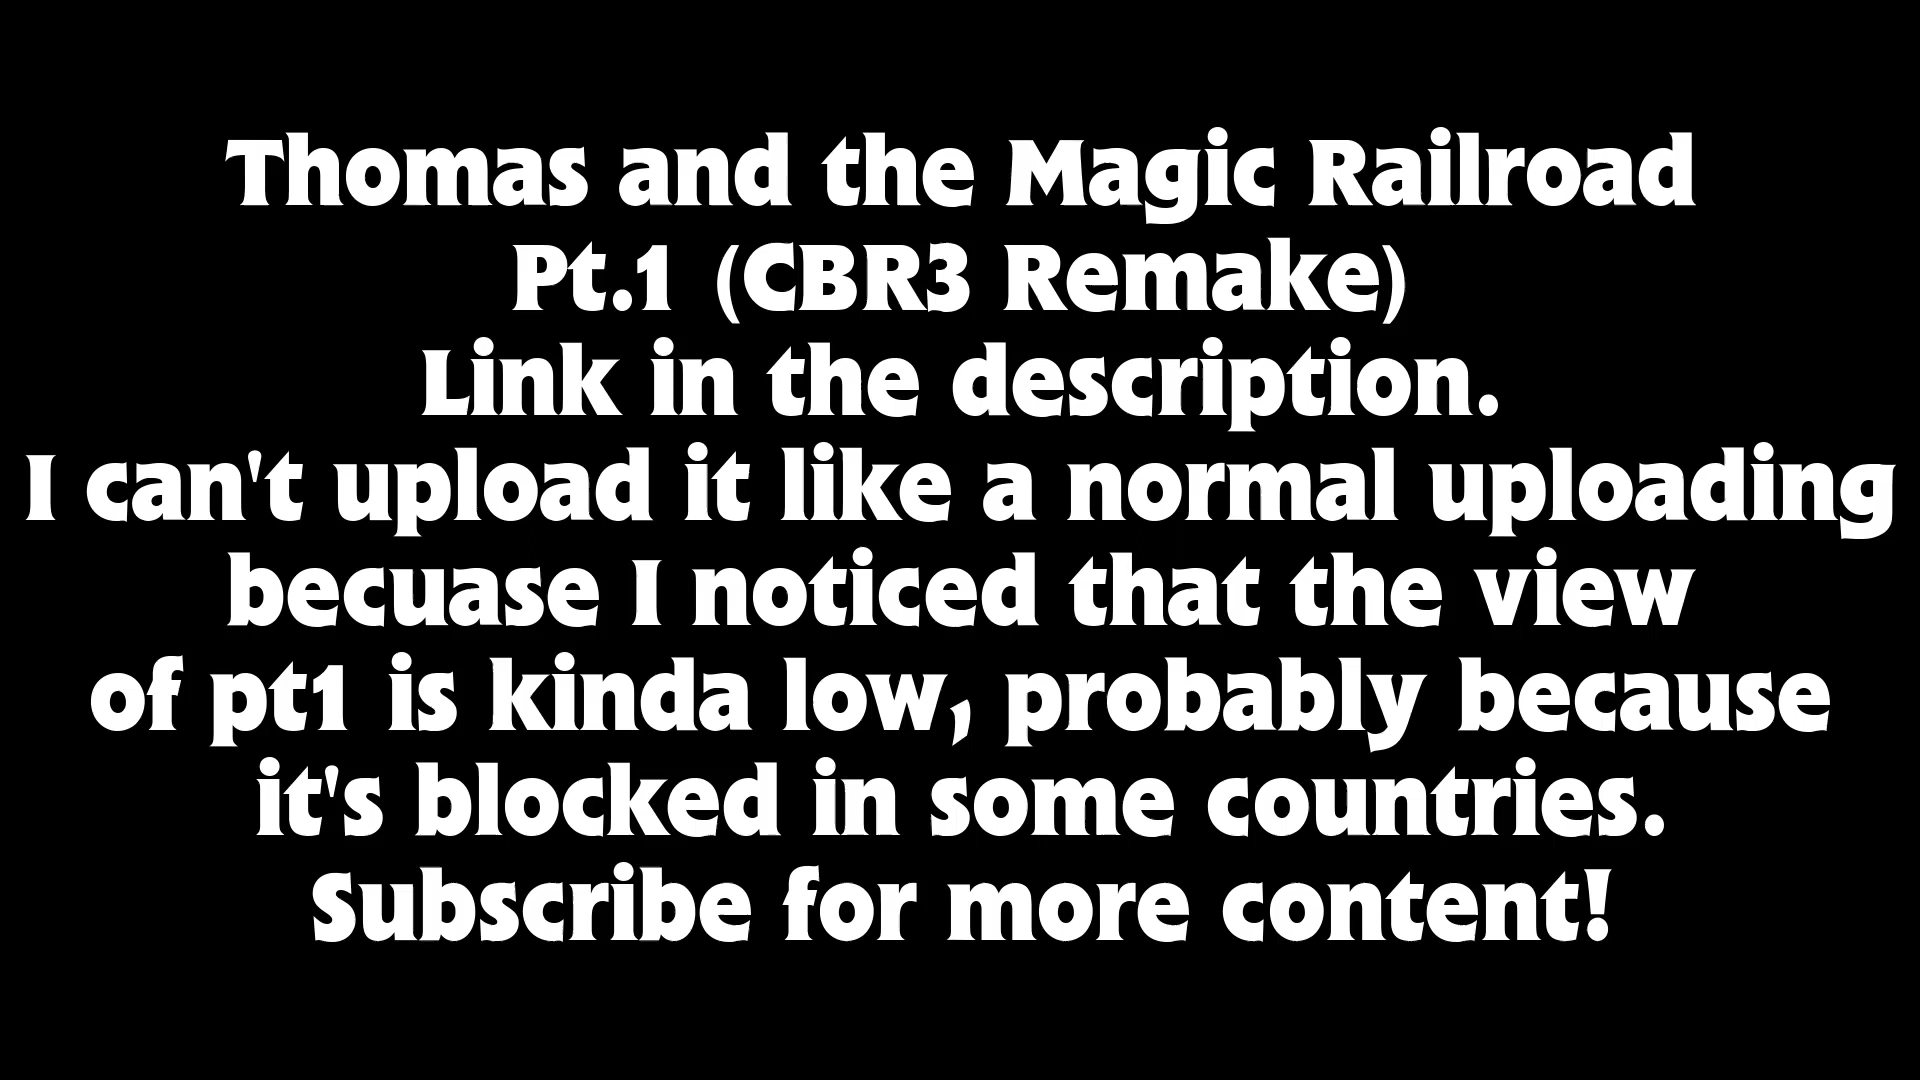 Thomas and the Magic Railroad
Pt.1 (CBR3 Remake)
Link in the description.
I can't upload it like a normal uploading
becuase I noticed that the view
of pt1 is kinda low, probably because
it's blocked in some countries.
Subscribe for more content!